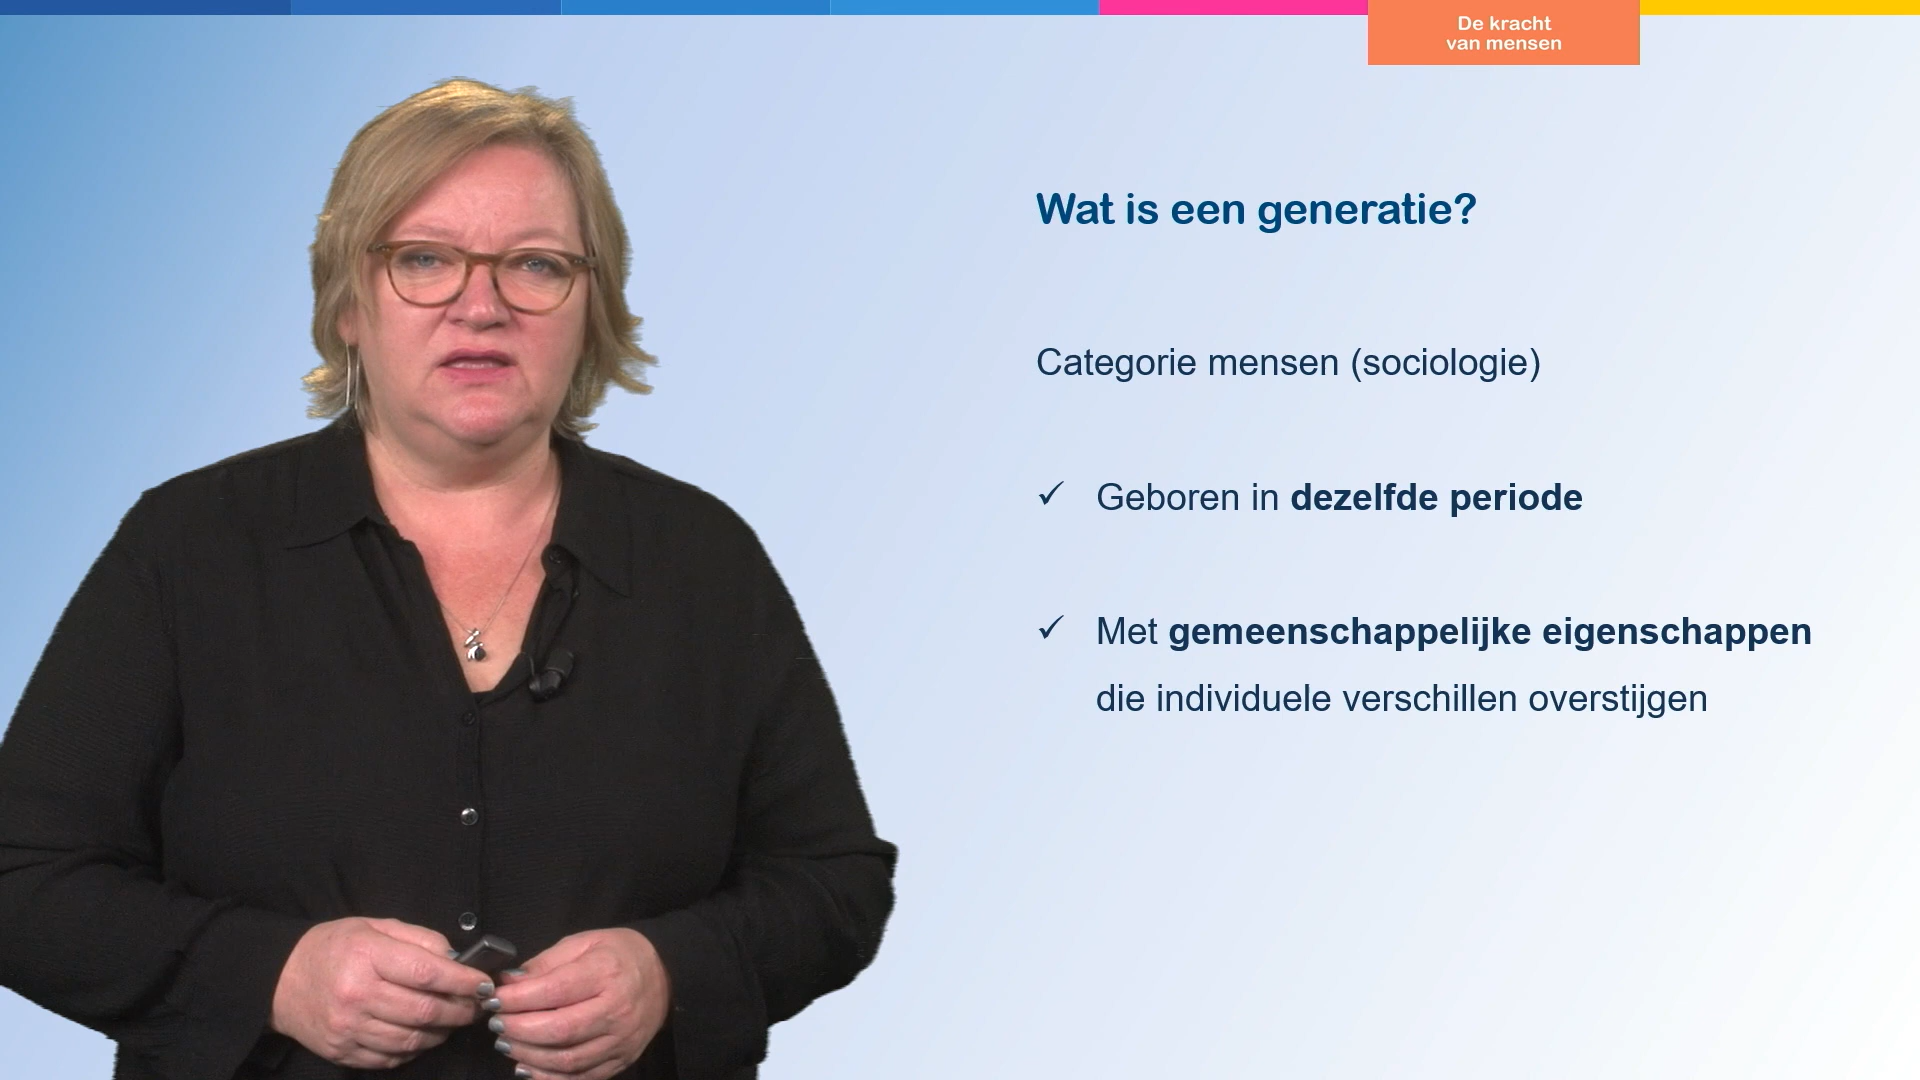 De kracht
van mensen
Wat is een generatie?
Categorie mensen (sociologie)
✓ Geboren in dezelfde periode
✓ Met gemeenschappelijke eigenschappen
die individuele verschillen overstijgen